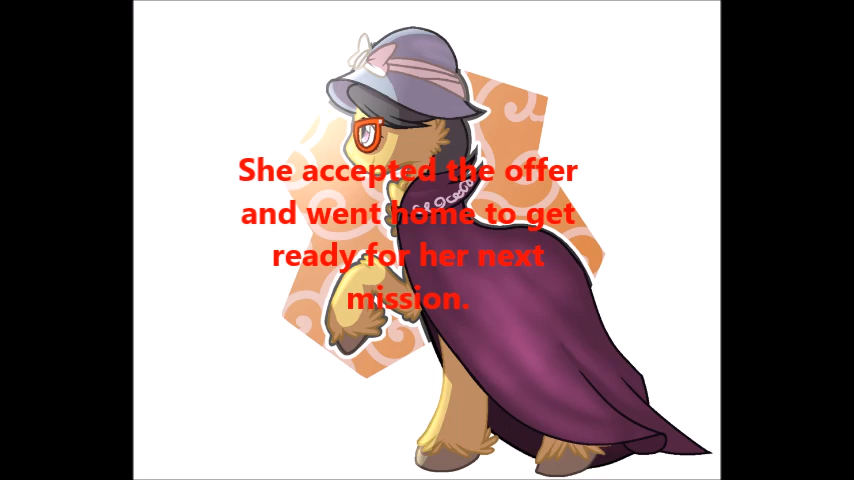 She accepted the offer
and went home to get
ready for her next
mission.